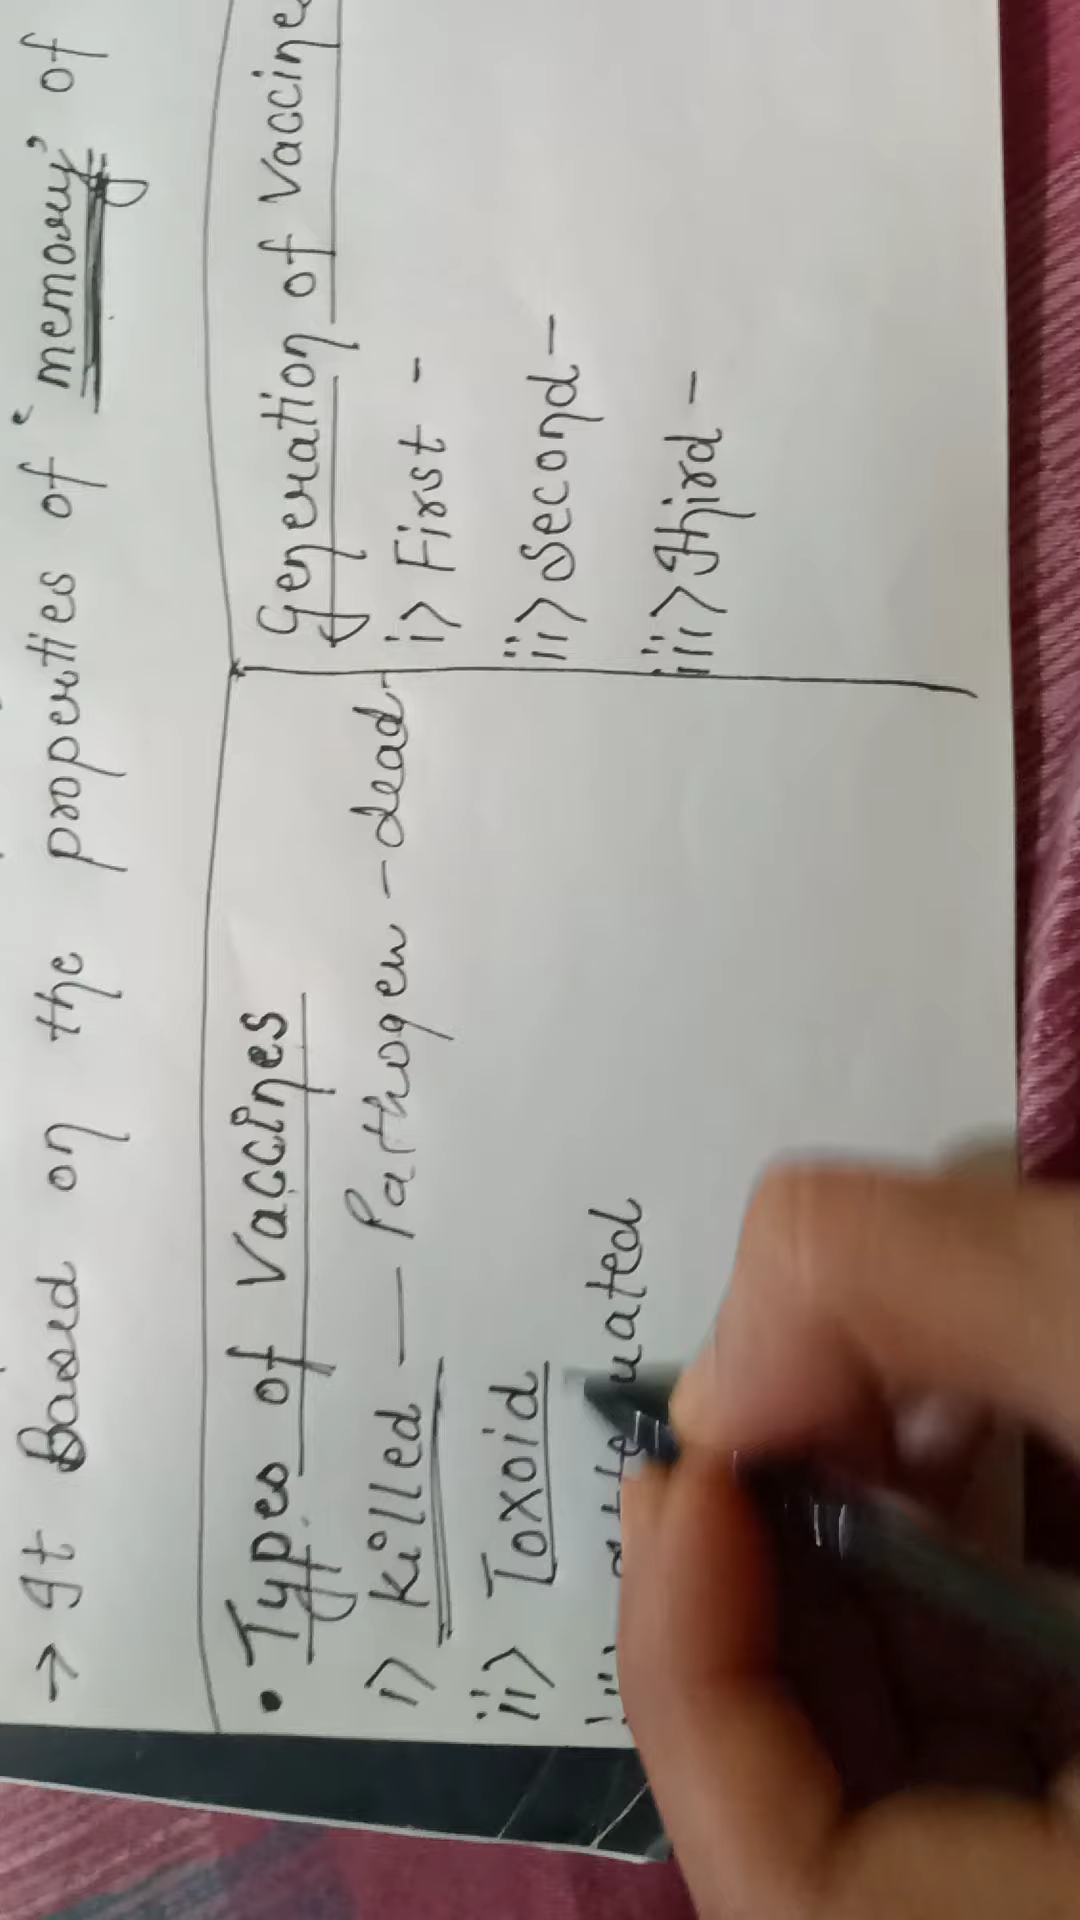 → It Based on the properties of 'memory' of
• Types of Vaccines
i> Killed — Pathogen - dead-
ii> Toxoid
Generation of Vaccine
i> First -
ii> Second -
iii> Third -